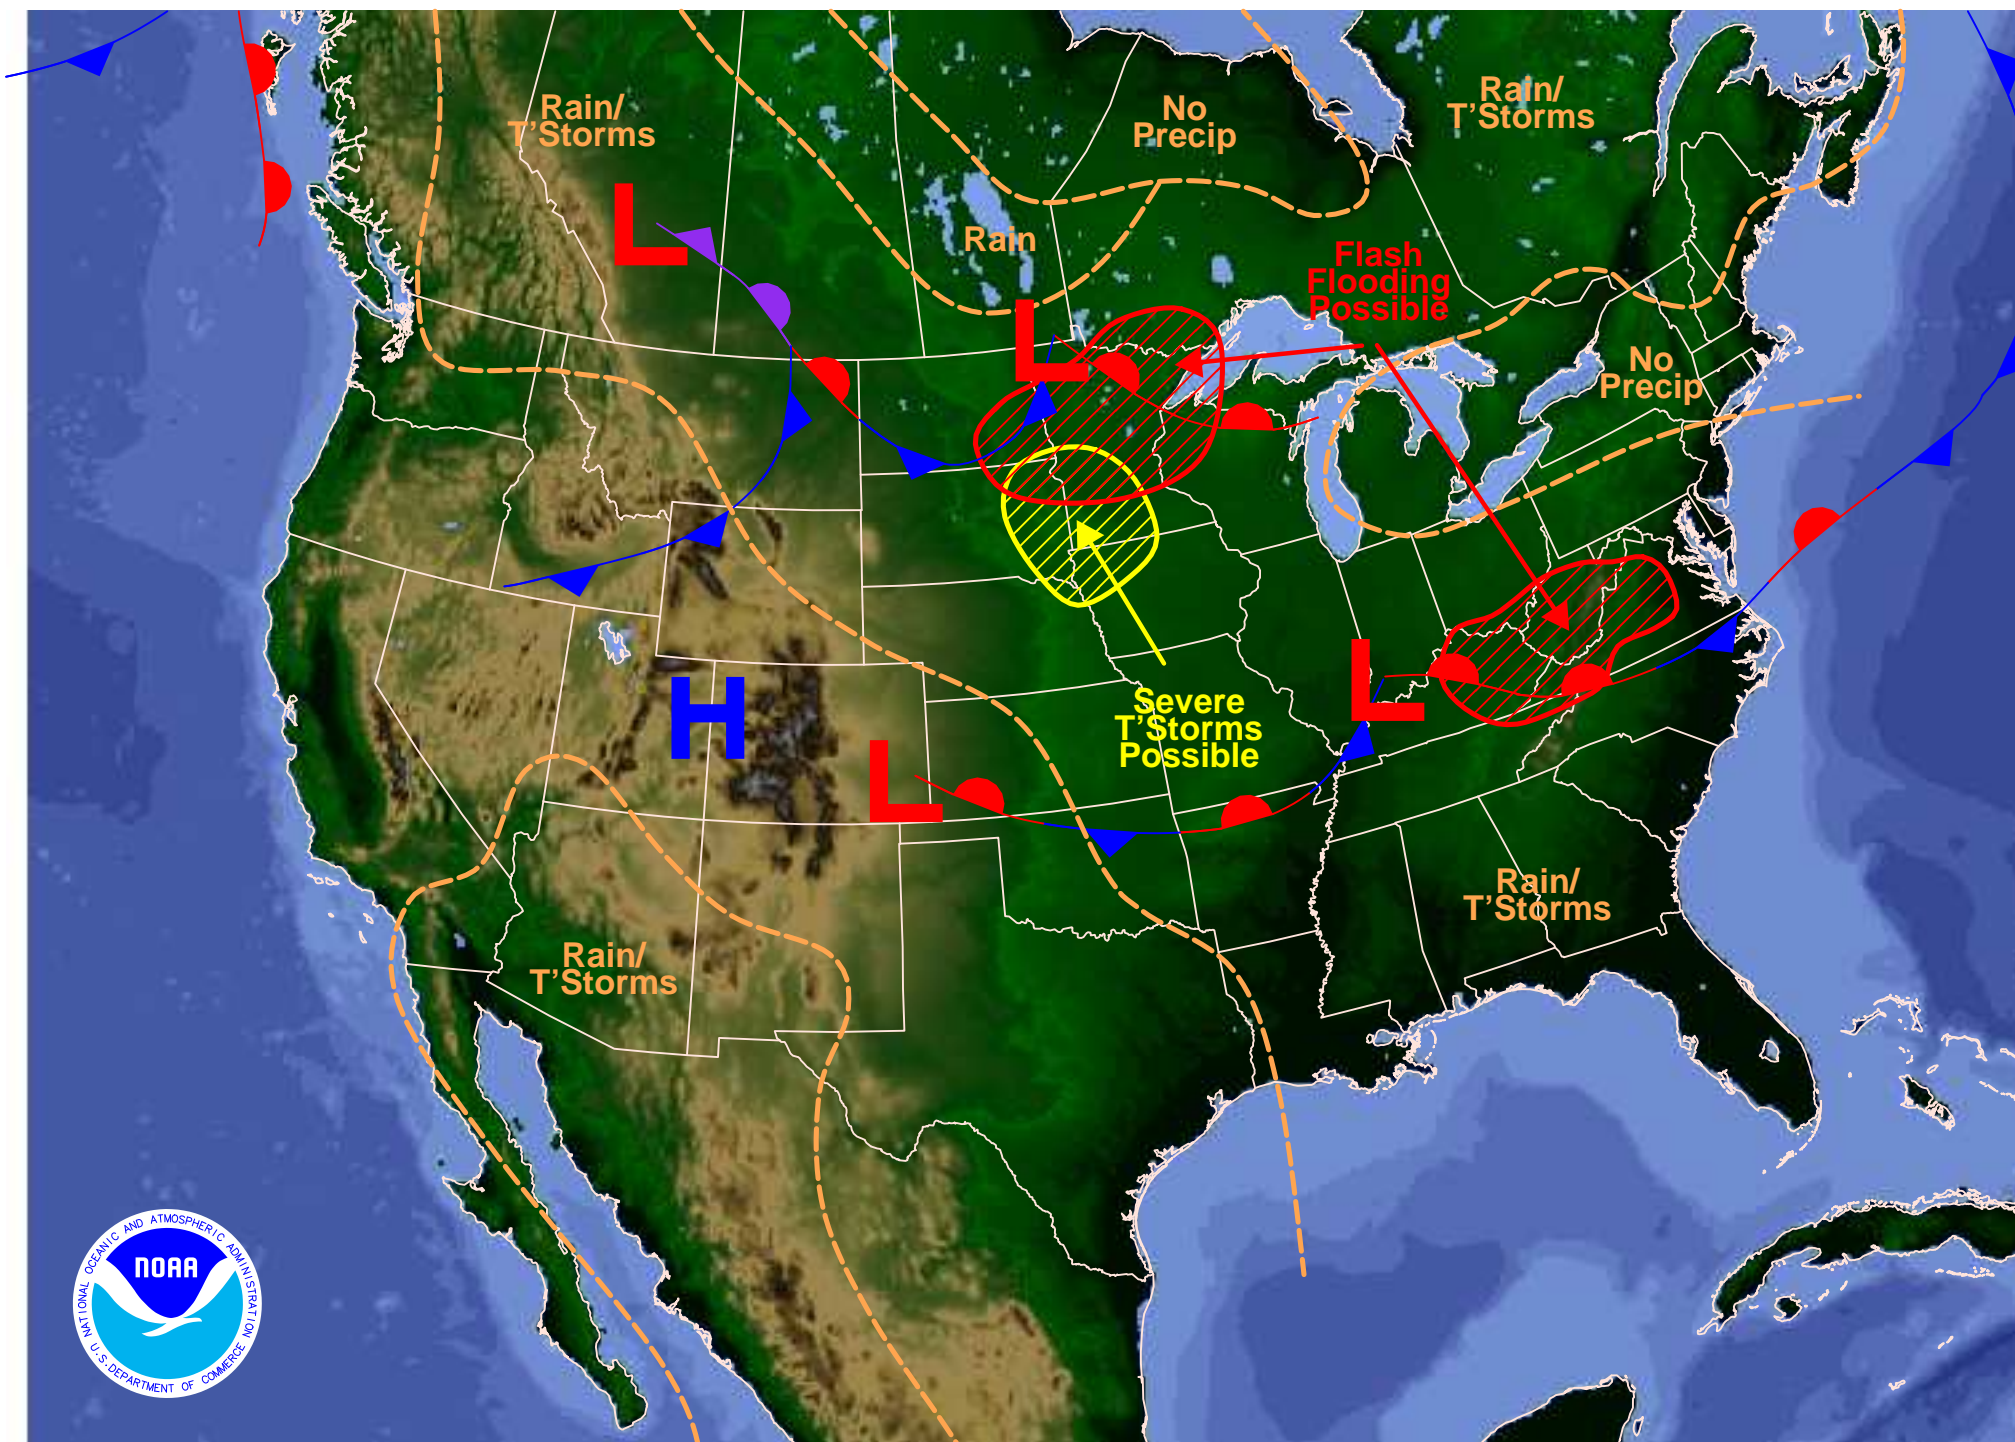 Rain/
T'Storms
No
Precip
Rain/
T'Storms
L
Rain
Flash
Flooding
Possible
L
No
Precip
L
H
Severe
T'Storms
Possible
L
Rain/
T'Storms
Rain/
T'Storms
NATIONAL OCEANIC AND ATMOSPHERIC ADMINISTRATION
NOAA
U.S. DEPARTMENT OF COMMERCE